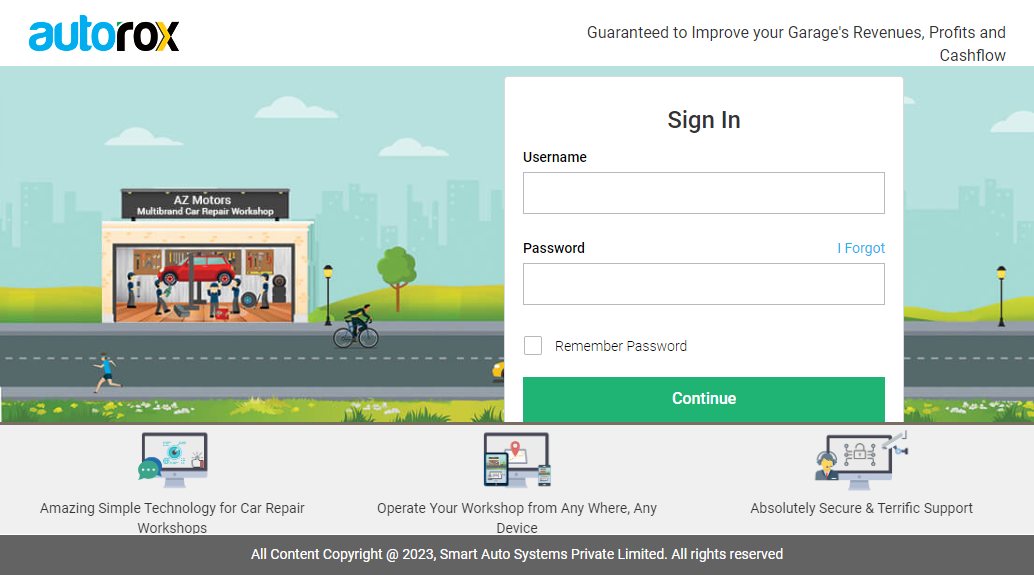 autorox
Guaranteed to Improve your Garage's Revenues, Profits and
Cashflow
Sign In
Username
Password
I Forgot
Remember Password
Continue
AZ Motors
Multibrand Car Repair Workshop
Amazing Simple Technology for Car Repair
Workshops
Operate Your Workshop from Any Where, Any
Device
Absolutely Secure & Terrific Support
All Content Copyright @ 2023, Smart Auto Systems Private Limited. All rights reserved